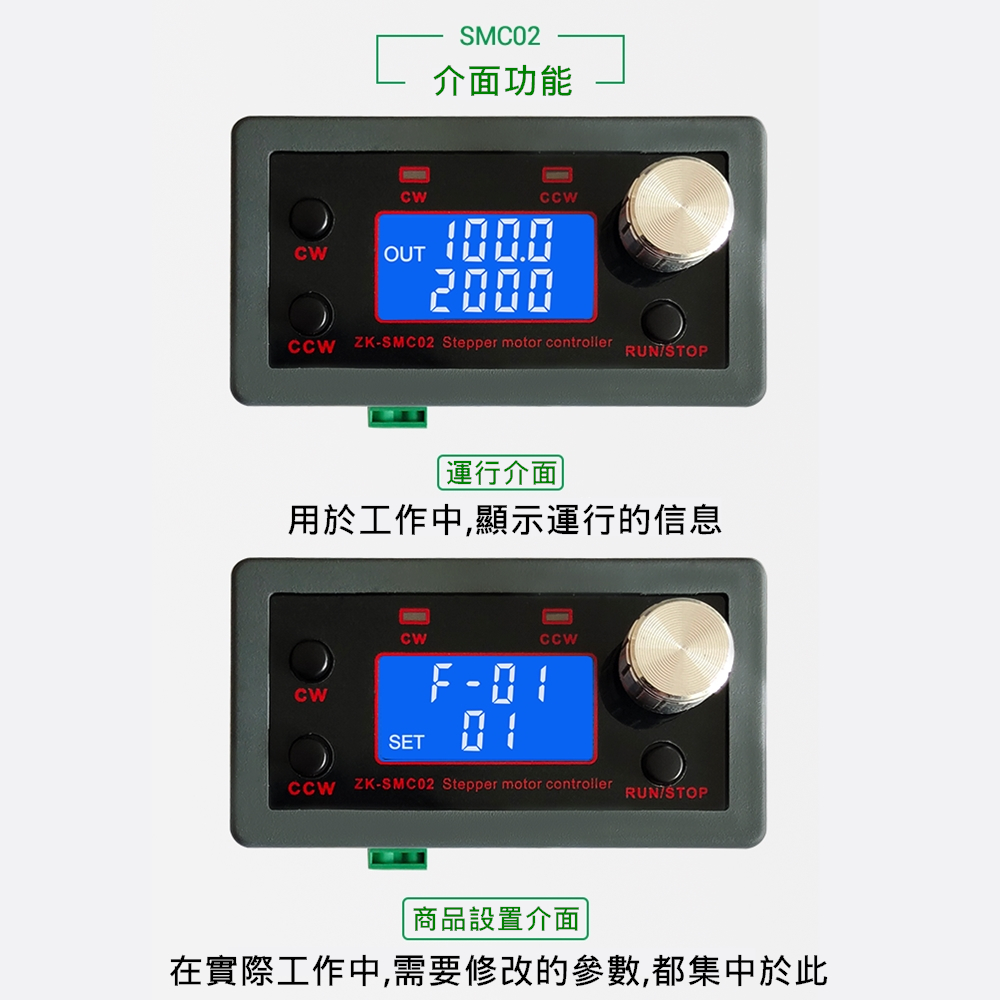 SMC02
介面功能
CW
CCW
CW
OUT 100.0
2000
CCW
ZK-SMC02 Stepper motor controller
RUN/STOP
運行介面
用於工作中,顯示運行的信息
CW
CCW
CW
F-01
SET 01
CCW
ZK-SMC02 Stepper motor controller
RUN/STOP
商品設置介面
在實際工作中,需要修改的參數,都集中於此